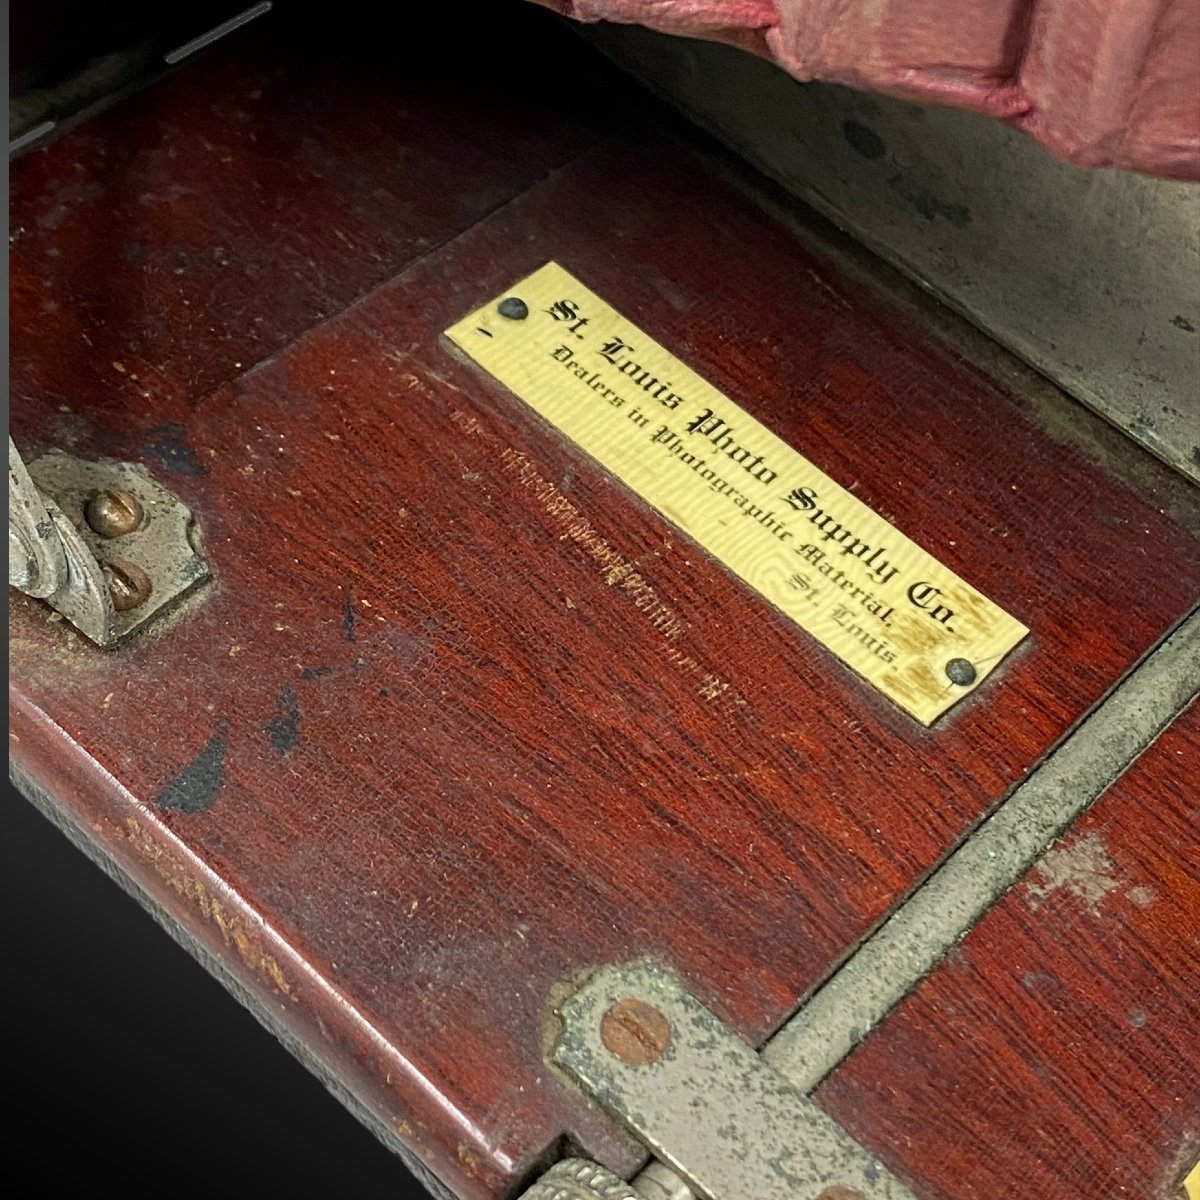 St. Louis Photo Supply Co.
Dealers in Photographic Material.
St. Louis.